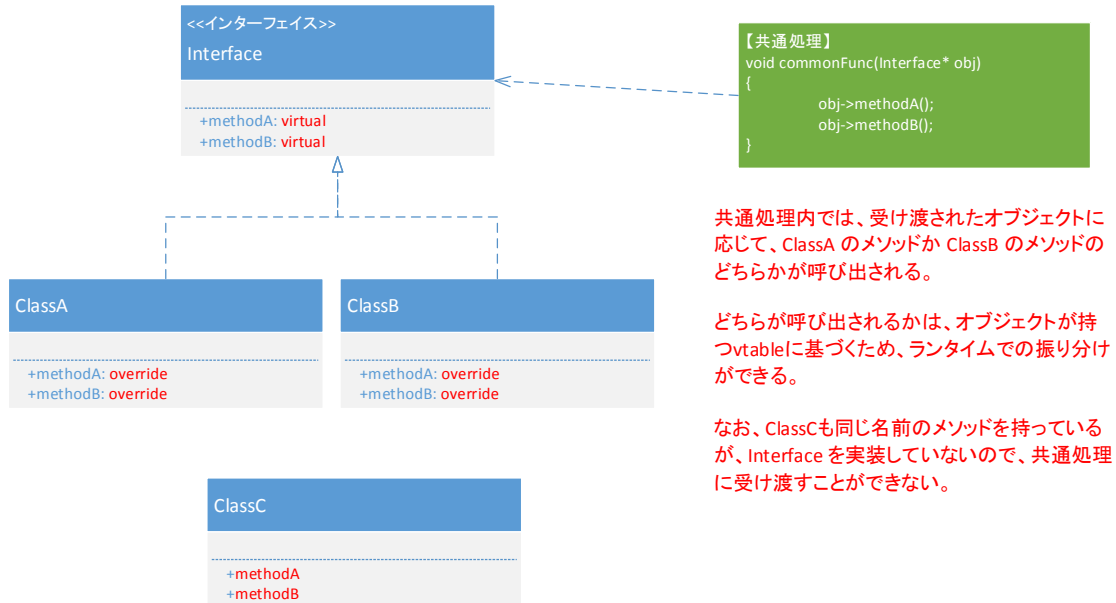 <<インターフェイス>>
Interface
+methodA: virtual
+methodB: virtual
【共通処理】
void commonFunc(Interface* obj)
{
obj->methodA();
obj->methodB();
}
ClassA
+methodA: override
+methodB: override
ClassB
+methodA: override
+methodB: override
ClassC
+methodA
+methodB
共通処理内では、受け渡されたオブジェクトに
応じて、ClassA のメソッドか ClassB のメソッドの
どちらかが呼び出される。
どちらが呼び出されるかは、オブジェクトが持
つvtableに基づくため、ランタイムでの振り分け
ができる。
なお、ClassCも同じ名前のメソッドを持っている
が、Interface を実装していないので、共通処理
に受け渡すことができない。